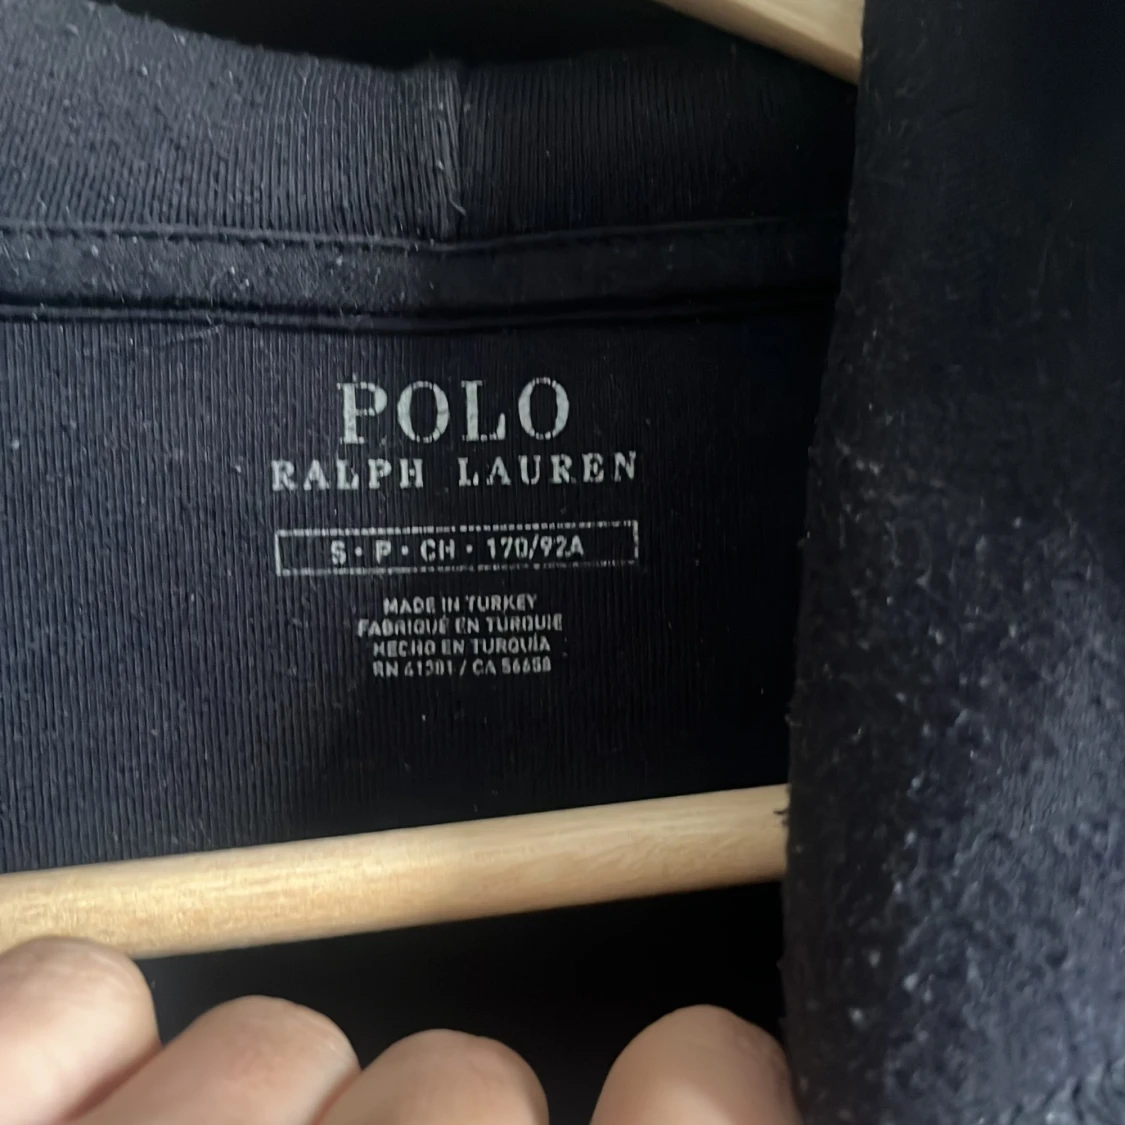 POLO
RALPH LAUREN
S • P • CH • 170/92A
MADE IN TURKEY
FABRIQUÉ EN TURQUIE
HECHO EN TURQUÍA
RN 41381 / CA 56658